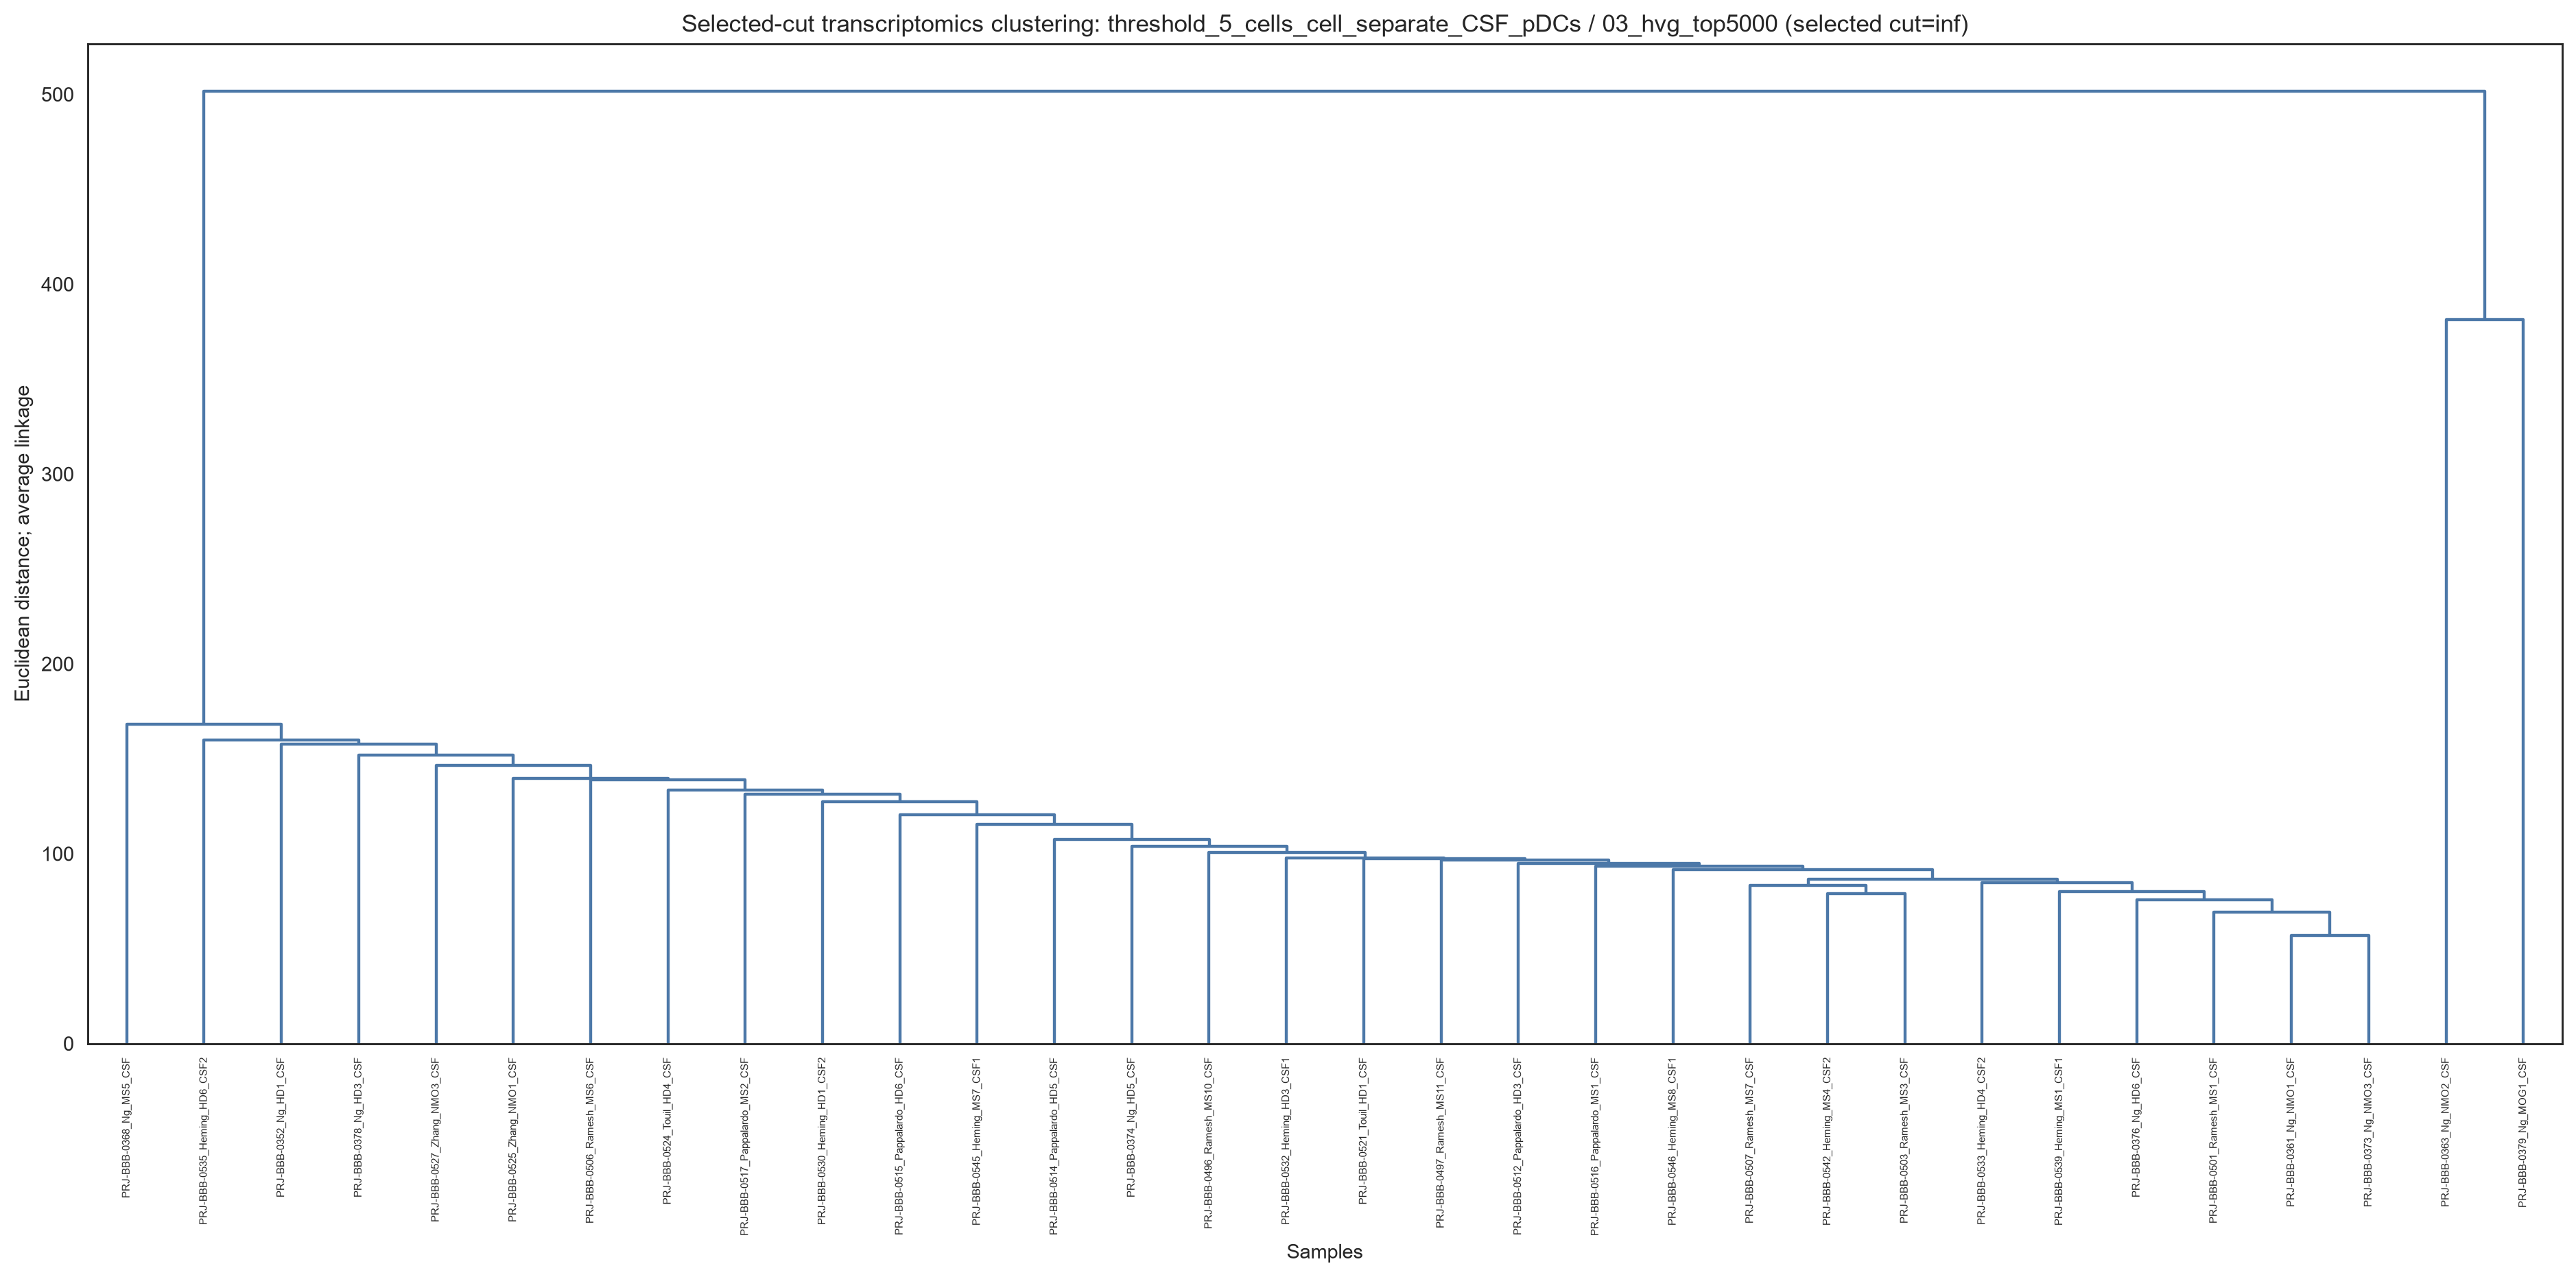 Selected-cut transcriptomics clustering: threshold_5_cells_cell_separate_CSF_pDCs / 03_hvg_top5000 (selected cut=inf)
Euclidean distance; average linkage
500
400
300
200
100
0
PRJ-BBB-0368_Ng_MS5_CSF
PRJ-BBB-0535_Heming_HD6_CSF2
PRJ-BBB-0352_Ng_HD1_CSF
PRJ-BBB-0378_Ng_HD3_CSF
PRJ-BBB-0527_Zhang_NMO3_CSF
PRJ-BBB-0525_Zhang_NMO1_CSF
PRJ-BBB-0506_Ramesh_MS6_CSF
PRJ-BBB-0524_Touil_HD4_CSF
PRJ-BBB-0517_Pappalardo_MS2_CSF
PRJ-BBB-0530_Heming_HD1_CSF2
PRJ-BBB-0515_Pappalardo_HD6_CSF
PRJ-BBB-0545_Heming_MS7_CSF1
PRJ-BBB-0514_Pappalardo_HD5_CSF
PRJ-BBB-0374_Ng_HD5_CSF
PRJ-BBB-0496_Ramesh_MS10_CSF
PRJ-BBB-0532_Heming_HD3_CSF1
PRJ-BBB-0521_Touil_HD1_CSF
PRJ-BBB-0497_Ramesh_MS11_CSF
PRJ-BBB-0512_Pappalardo_HD3_CSF
PRJ-BBB-0516_Pappalardo_MS1_CSF
PRJ-BBB-0546_Heming_MS8_CSF1
PRJ-BBB-0507_Ramesh_MS7_CSF
PRJ-BBB-0542_Heming_MS4_CSF2
PRJ-BBB-0503_Ramesh_MS3_CSF
PRJ-BBB-0533_Heming_HD4_CSF2
PRJ-BBB-0539_Heming_MS1_CSF1
PRJ-BBB-0376_Ng_HD6_CSF
PRJ-BBB-0501_Ramesh_MS1_CSF
PRJ-BBB-0361_Ng_NMO1_CSF
PRJ-BBB-0373_Ng_NMO3_CSF
PRJ-BBB-0363_Ng_NMO2_CSF
PRJ-BBB-0379_Ng_MOG1_CSF
Samples